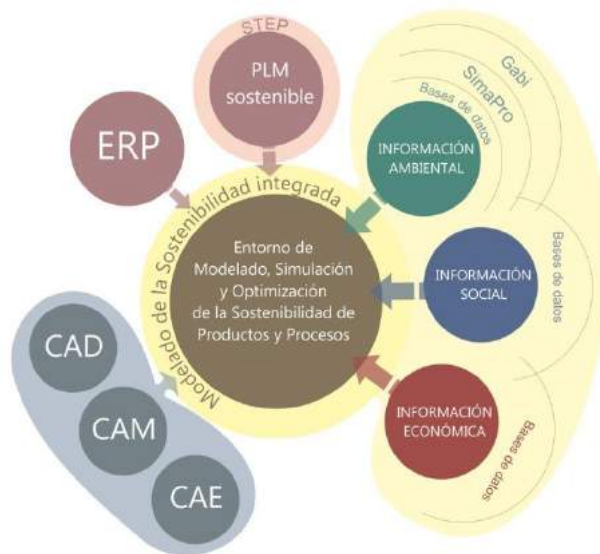 STEP
PLM
sostenible
ERP
Gabi
SimaPro
Bases de datos
INFORMACIÓN
AMBIENTAL
Modelado de la Sostenibilidad integrada
Entorno de
Modelado, Simulación
y Optimización
de la Sostenibilidad de
Productos y Procesos
INFORMACIÓN
SOCIAL
Bases de datos
CAD
CAM
CAE
INFORMACIÓN
ECONÓMICA
Bases de datos